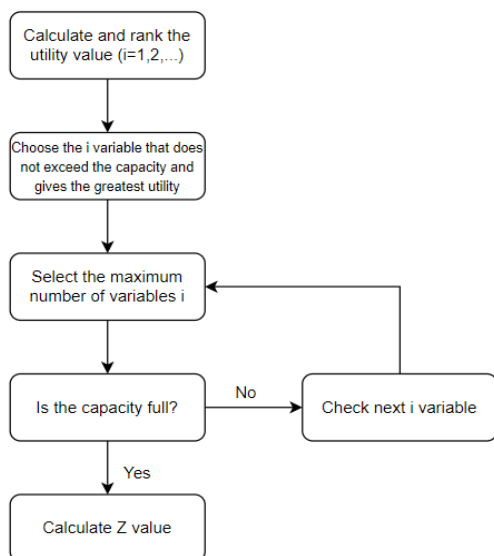 Calculate and rank the
utility value (i=1,2,...)
Choose the i variable that does
not exceed the capacity and
gives the greatest utility
Select the maximum
number of variables i
Is the capacity full?
No
Check next i variable
Yes
Calculate Z value